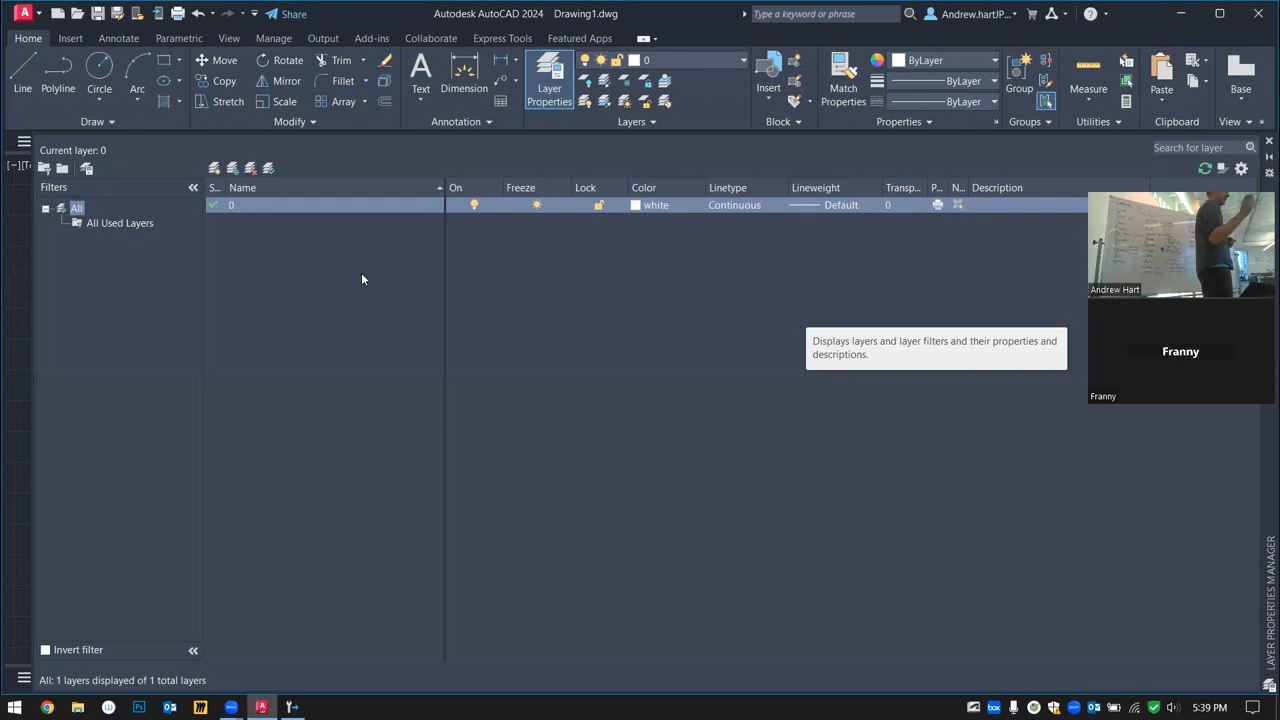 Share
Autodesk AutoCAD 2024 Drawing1.dwg
Type a keyword or phrase
Andrew.hartJP...
Home Insert Annotate Parametric View Manage Output Add-ins Collaborate Express Tools Featured Apps
Line
Polyline
Circle
Arc
Draw
Move
Rotate
Trim
Copy
Mirror
Fillet
Stretch
Scale
Array
Modify
Text
Dimension
Annotation
Layer
Properties
0
Layers
Insert
Block
Match
Properties
ByLayer
ByLayer
ByLayer
Properties
Group
Groups
Measure
Utilities
Paste
Clipboard
Base
View
[−][T
Current layer: 0
Search for layer
Filters
S... Name On Freeze Lock Color Linetype Lineweight Transp... P... N... Description
All
0 white Continuous Default 0
All Used Layers
Andrew Hart
Displays layers and layer filters and their properties and
descriptions.
Franny
Franny
LAYER PROPERTIES MANAGER
Invert filter
All: 1 layers displayed of 1 total layers
5:39 PM